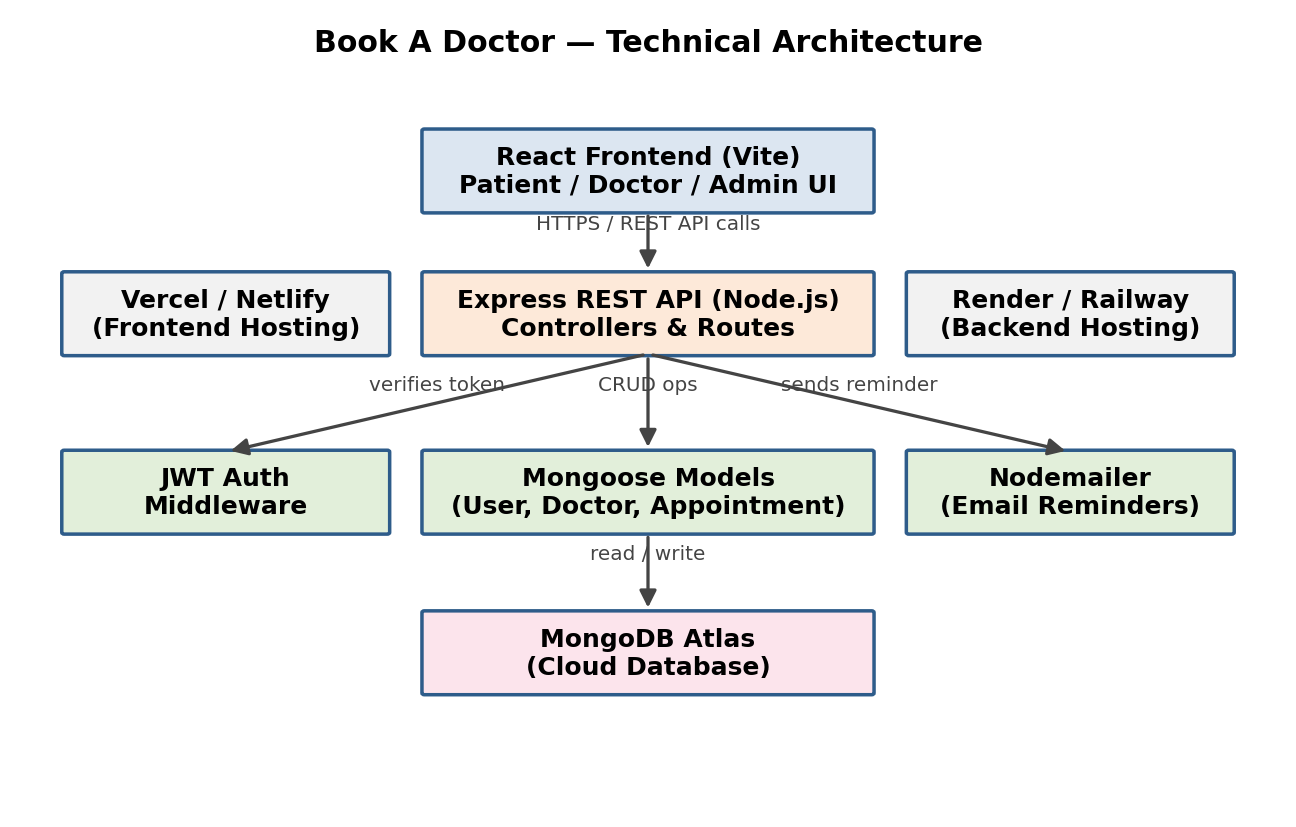 Book A Doctor — Technical Architecture
React Frontend (Vite)
Patient / Doctor / Admin UI
HTTPS / REST API calls
Vercel / Netlify
(Frontend Hosting)
Express REST API (Node.js)
Controllers & Routes
Render / Railway
(Backend Hosting)
verifies token
CRUD ops
sends reminder
JWT Auth
Middleware
Mongoose Models
(User, Doctor, Appointment)
Nodemailer
(Email Reminders)
read / write
MongoDB Atlas
(Cloud Database)